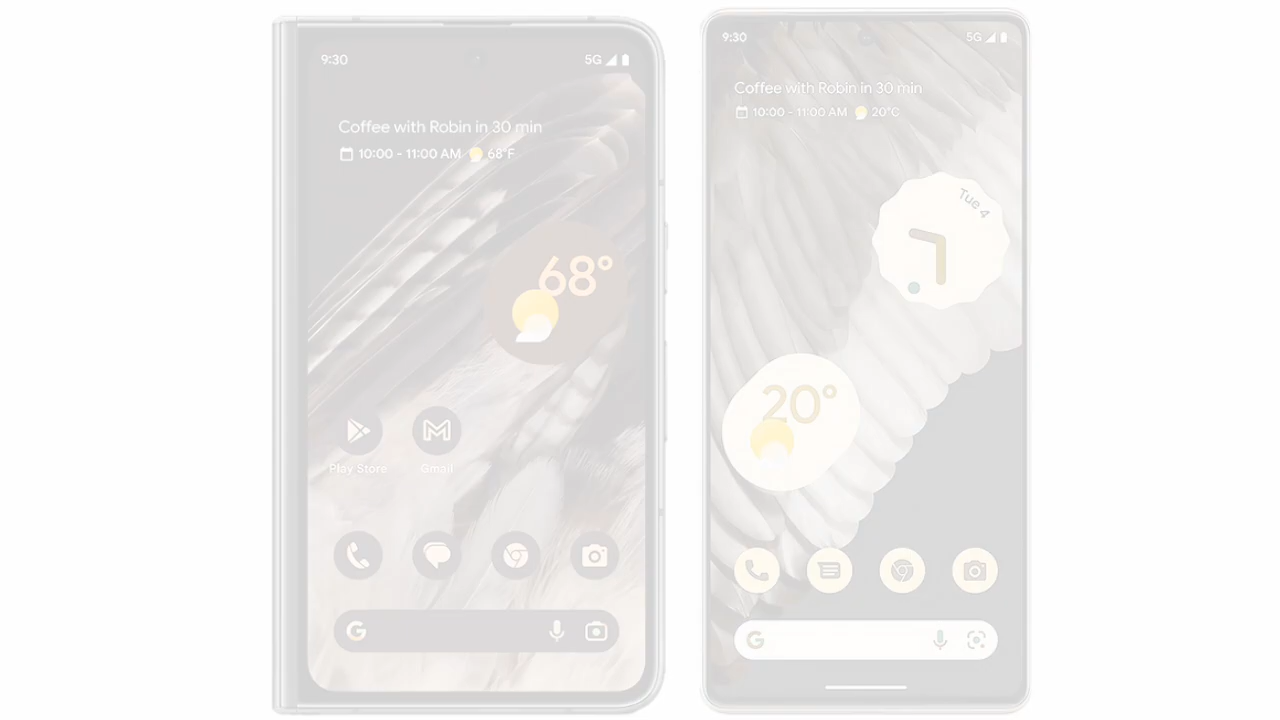 9:30 5G
Coffee with Robin in 30 min
10:00 - 11:00 AM 68°F
68°
Play Store Gmail
9:30 5G
Coffee with Robin in 30 min
10:00 - 11:00 AM 20°C
Tue 4
20°